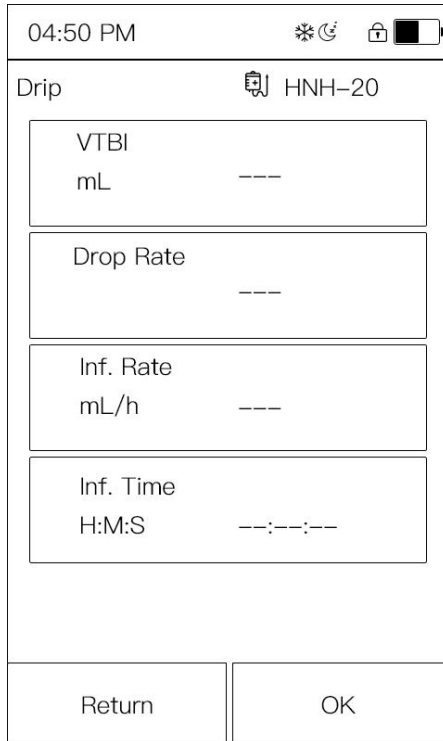 04:50 PM
Drip HNH-20
VTBI
mL ---
Drop Rate
---
Inf. Rate
mL/h ---
Inf. Time
H:M:S --:--:--
Return OK